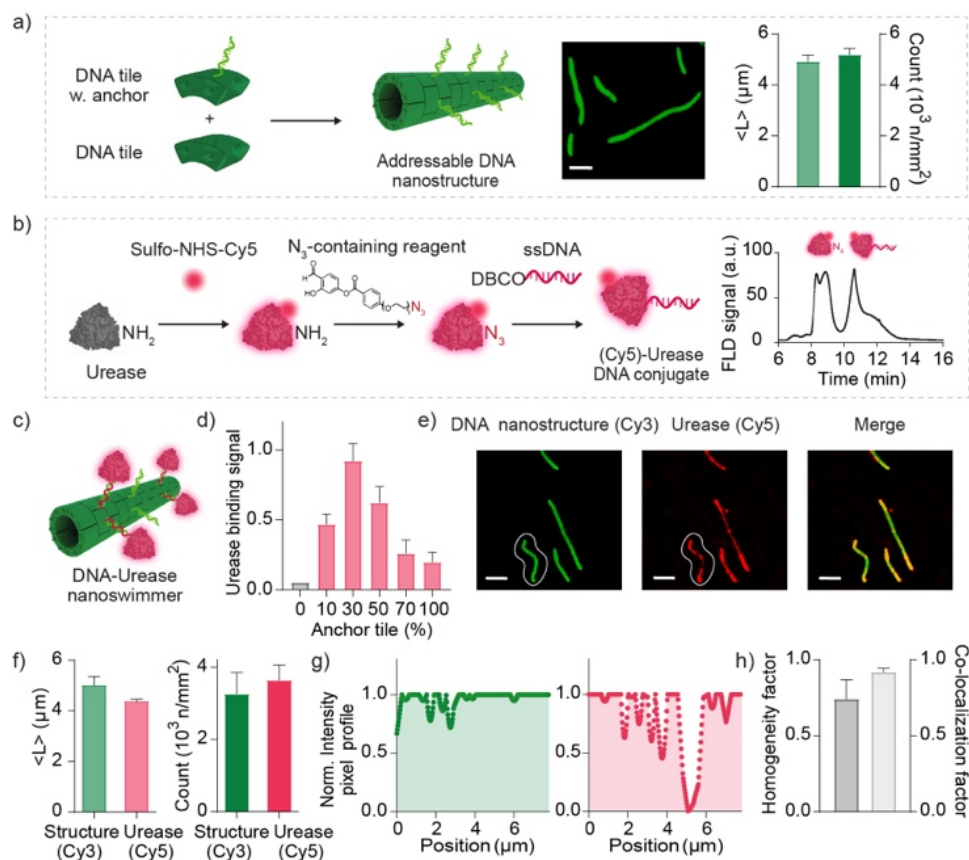 a)
DNA tile
w. anchor
+
DNA tile
Addressable DNA
nanostructure
<L> (µm)
6
4
2
0
Count (10³ n/mm²)
6
4
2
0
b)
Sulfo-NHS-Cy5
N₃-containing reagent
ssDNA
DBCO
NH₂
Urease
NH₂
N₃
(Cy5)-Urease
DNA conjugate
N₃
FLD signal (a.u.)
100
80
50
25
0
6 8 10 12 14 16
Time (min)
c)
DNA-Urease
nanoswimmer
d)
Urease binding signal
1.0
0.5
0.0
0 10 30 50 70 100
Anchor tile (%)
e)
DNA nanostructure (Cy3)
Urease (Cy5)
Merge
f)
<L> (µm)
6
4
2
0
Structure Urease
(Cy3) (Cy5)
Count (10³ n/mm²)
4
2
0
Structure Urease
(Cy3) (Cy5)
g)
Norm. Intensity
pixel profile
1.0
0.5
0.0
0 2 4 6
Position (µm)
1.0
0.5
0.0
0 2 4 6
Position (µm)
h)
Homogeneity factor
1.0
0.5
0.0
Co-localization factor
1.0
0.5
0.0